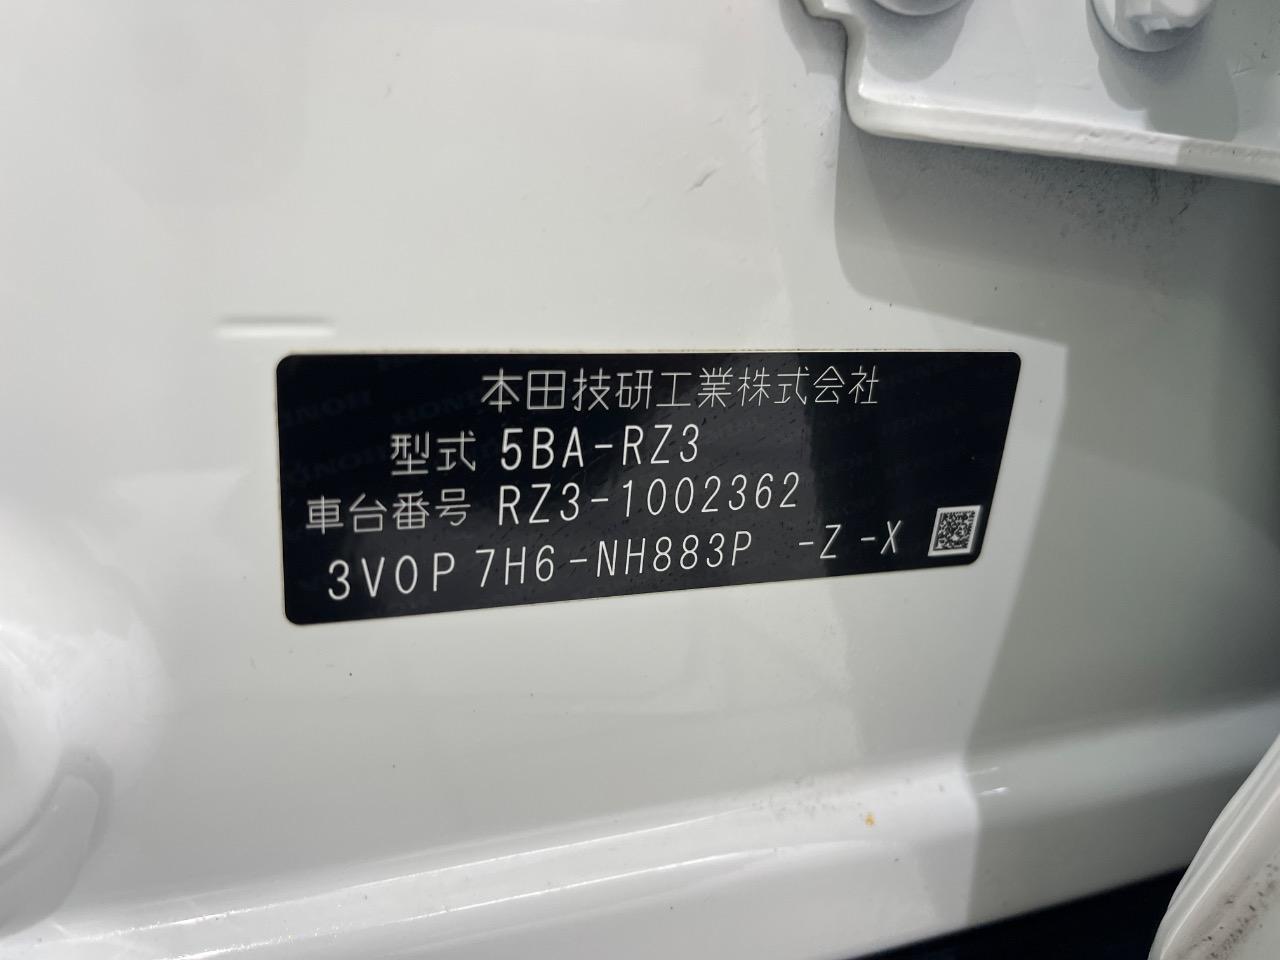 本田技研工業株式会社
型式 5BA-RZ3
車台番号 RZ3-1002362
3V0P 7H6-NH883P -Z -X